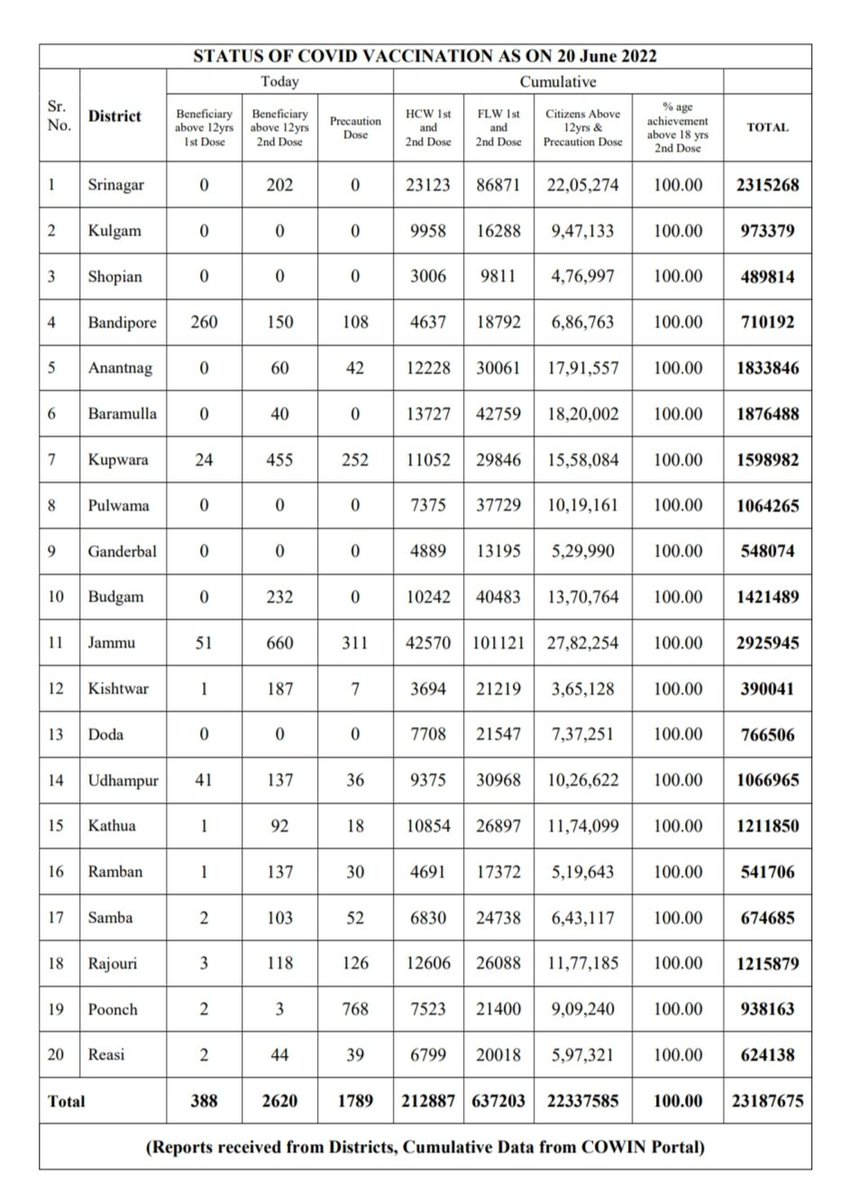 STATUS OF COVID VACCINATION AS ON 20 June 2022
Today Cumulative
Sr. No. District Beneficiary above 12yrs 1st Dose Beneficiary above 12yrs 2nd Dose Precaution Dose HCW 1st and 2nd Dose FLW 1st and 2nd Dose Citizens Above 12yrs & Precaution Dose % age achievement above 18 yrs 2nd Dose TOTAL
1 Srinagar 0 202 0 23123 86871 22,05,274 100.00 2315268
2 Kulgam 0 0 0 9958 16288 9,47,133 100.00 973379
3 Shopian 0 0 0 3006 9811 4,76,997 100.00 489814
4 Bandipore 260 150 108 4637 18792 6,86,763 100.00 710192
5 Anantnag 0 60 42 12228 30061 17,91,557 100.00 1833846
6 Baramulla 0 40 0 13727 42759 18,20,002 100.00 1876488
7 Kupwara 24 455 252 11052 29846 15,58,084 100.00 1598982
8 Pulwama 0 0 0 7375 37729 10,19,161 100.00 1064265
9 Ganderbal 0 0 0 4889 13195 5,29,990 100.00 548074
10 Budgam 0 232 0 10242 40483 13,70,764 100.00 1421489
11 Jammu 51 660 311 42570 101121 27,82,254 100.00 2925945
12 Kishtwar 1 187 7 3694 21219 3,65,128 100.00 390041
13 Doda 0 0 0 7708 21547 7,37,251 100.00 766506
14 Udhampur 41 137 36 9375 30968 10,26,622 100.00 1066965
15 Kathua 1 92 18 10854 26897 11,74,099 100.00 1211850
16 Ramban 1 137 30 4691 17372 5,19,643 100.00 541706
17 Samba 2 103 52 6830 24738 6,43,117 100.00 674685
18 Rajouri 3 118 126 12606 26088 11,77,185 100.00 1215879
19 Poonch 2 3 768 7523 21400 9,09,240 100.00 938163
20 Reasi 2 44 39 6799 20018 5,97,321 100.00 624138
Total 388 2620 1789 212887 637203 22337585 100.00 23187675
(Reports received from Districts, Cumulative Data from COWIN Portal)